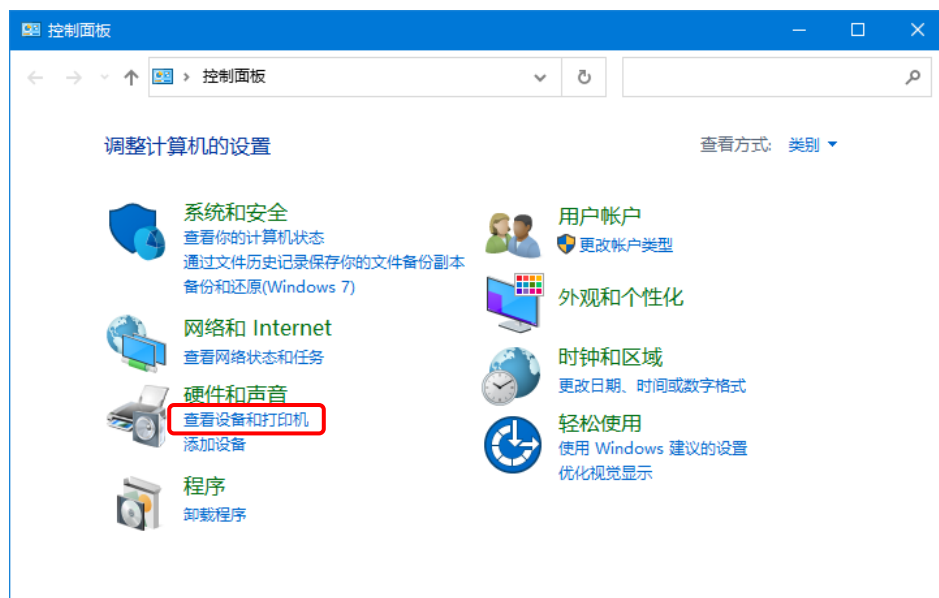 控制面板
控制面板
调整计算机的设置
查看方式: 类别
系统和安全
查看你的计算机状态
通过文件历史记录保存你的文件备份副本
备份和还原(Windows 7)
网络和 Internet
查看网络状态和任务
硬件和声音
查看设备和打印机
添加设备
程序
卸载程序
用户帐户
更改帐户类型
外观和个性化
时钟和区域
更改日期、时间或数字格式
轻松使用
使用 Windows 建议的设置
优化视觉显示